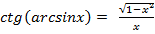 ctg(arcsinx) = √(1−x²)/x